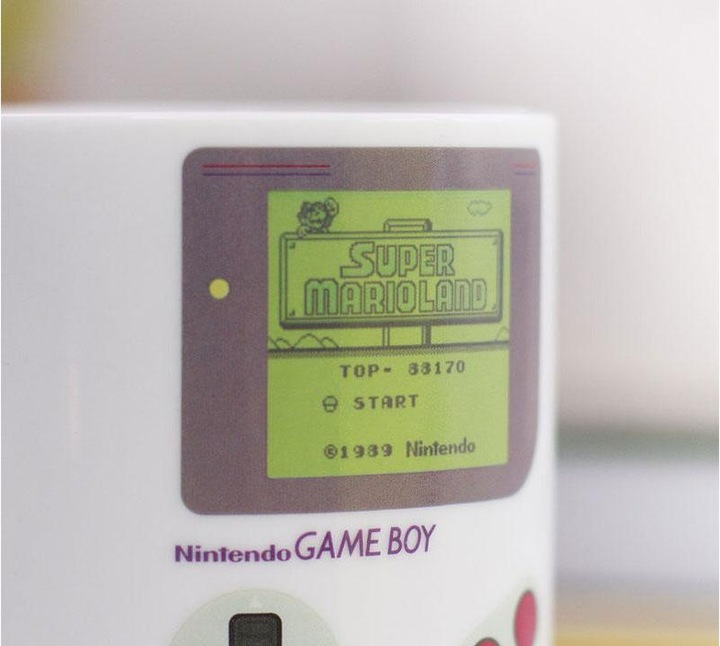 SUPER
MARIOLAND
TOP- 88170
START
©1989 Nintendo
Nintendo GAME BOY